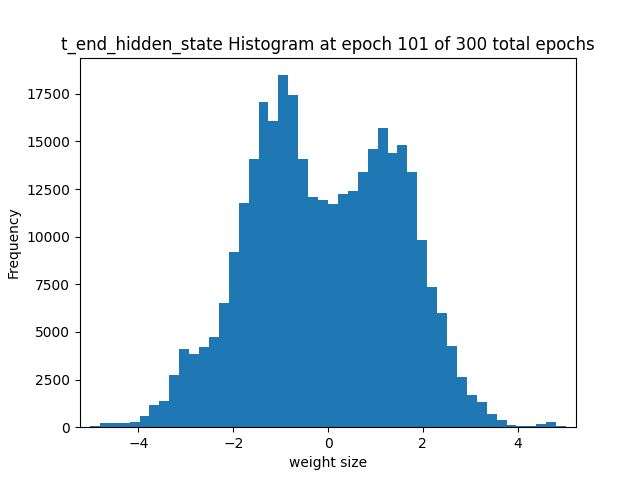 t_end_hidden_state Histogram at epoch 101 of 300 total epochs
17500
15000
12500
10000
7500
5000
2500
0
Frequency
−4 −2 0 2 4
weight size